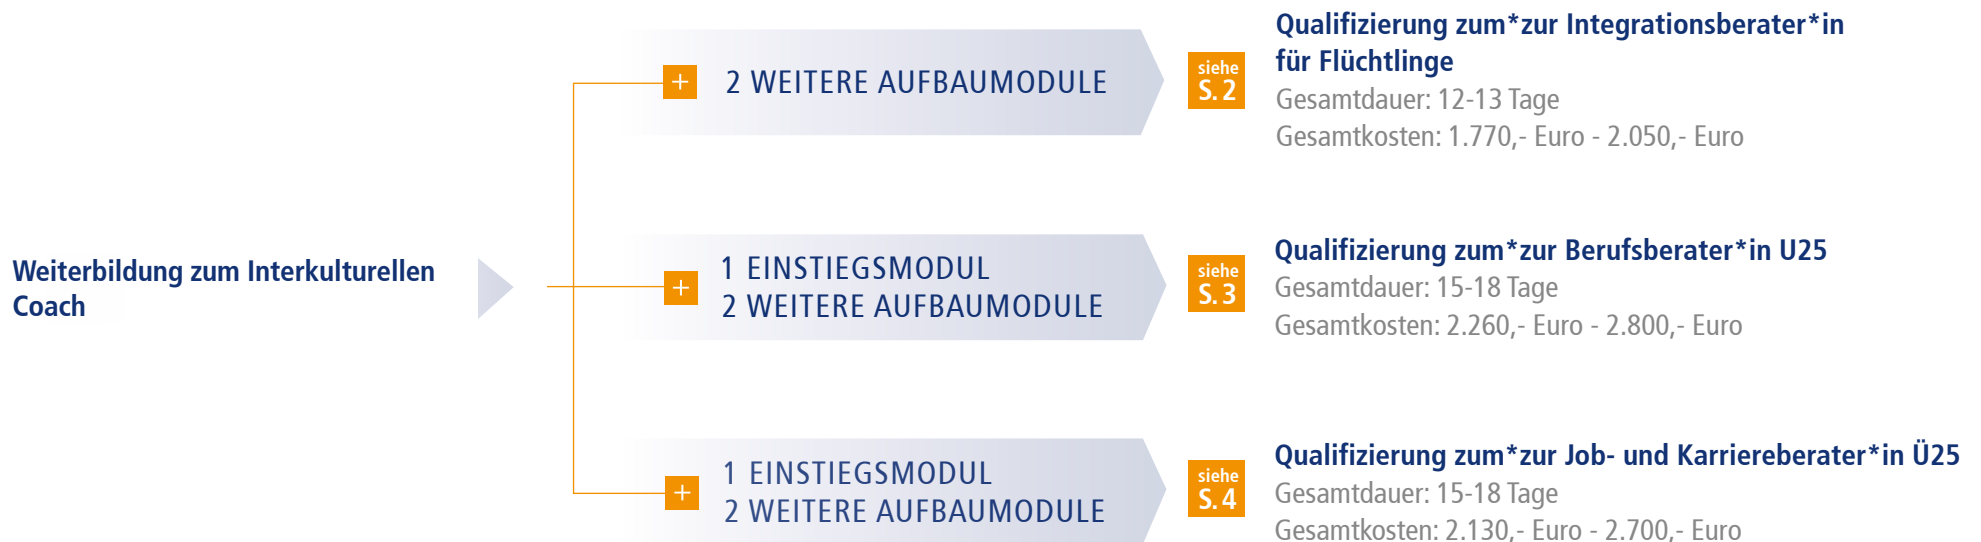 Weiterbildung zum Interkulturellen
Coach
+
2 WEITERE AUFBAUMODULE
siehe
S. 2
Qualifizierung zum*zur Integrationsberater*in
für Flüchtlinge
Gesamtdauer: 12-13 Tage
Gesamtkosten: 1.770,- Euro - 2.050,- Euro
+
1 EINSTIEGSMODUL
2 WEITERE AUFBAUMODULE
siehe
S. 3
Qualifizierung zum*zur Berufsberater*in U25
Gesamtdauer: 15-18 Tage
Gesamtkosten: 2.260,- Euro - 2.800,- Euro
+
1 EINSTIEGSMODUL
2 WEITERE AUFBAUMODULE
siehe
S. 4
Qualifizierung zum*zur Job- und Karriereberater*in Ü25
Gesamtdauer: 15-18 Tage
Gesamtkosten: 2.130,- Euro - 2.700,- Euro